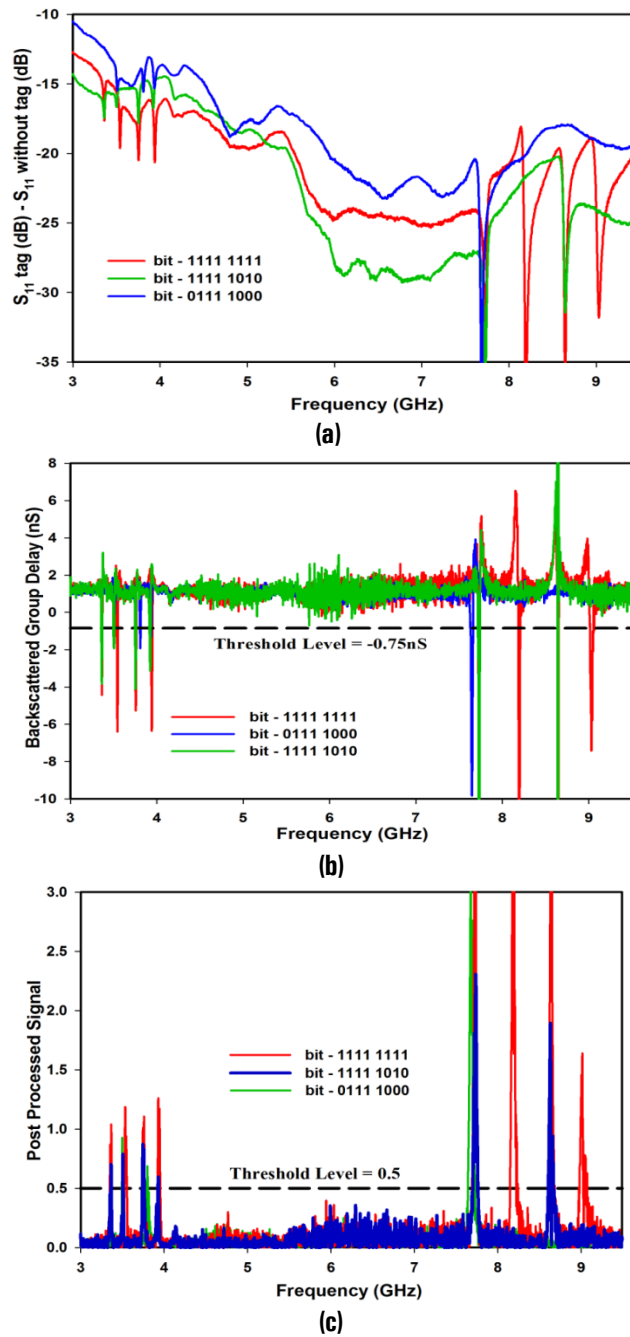 -10
-15
-20
-25
-30
-35
S11 tag (dB) - S11 without tag (dB)
bit - 1111 1111
bit - 1111 1010
bit - 0111 1000
3 4 5 6 7 8 9
Frequency (GHz)
(a)
8
6
4
2
0
-2
-4
-6
-8
-10
Backscattered Group Delay (nS)
Threshold Level = -0.75nS
bit - 1111 1111
bit - 0111 1000
bit - 1111 1010
3 4 5 6 7 8 9
Frequency (GHz)
(b)
3.0
2.5
2.0
1.5
1.0
0.5
0.0
Post Processed Signal
bit - 1111 1111
bit - 1111 1010
bit - 0111 1000
Threshold Level = 0.5
3 4 5 6 7 8 9
Frequency (GHz)
(c)